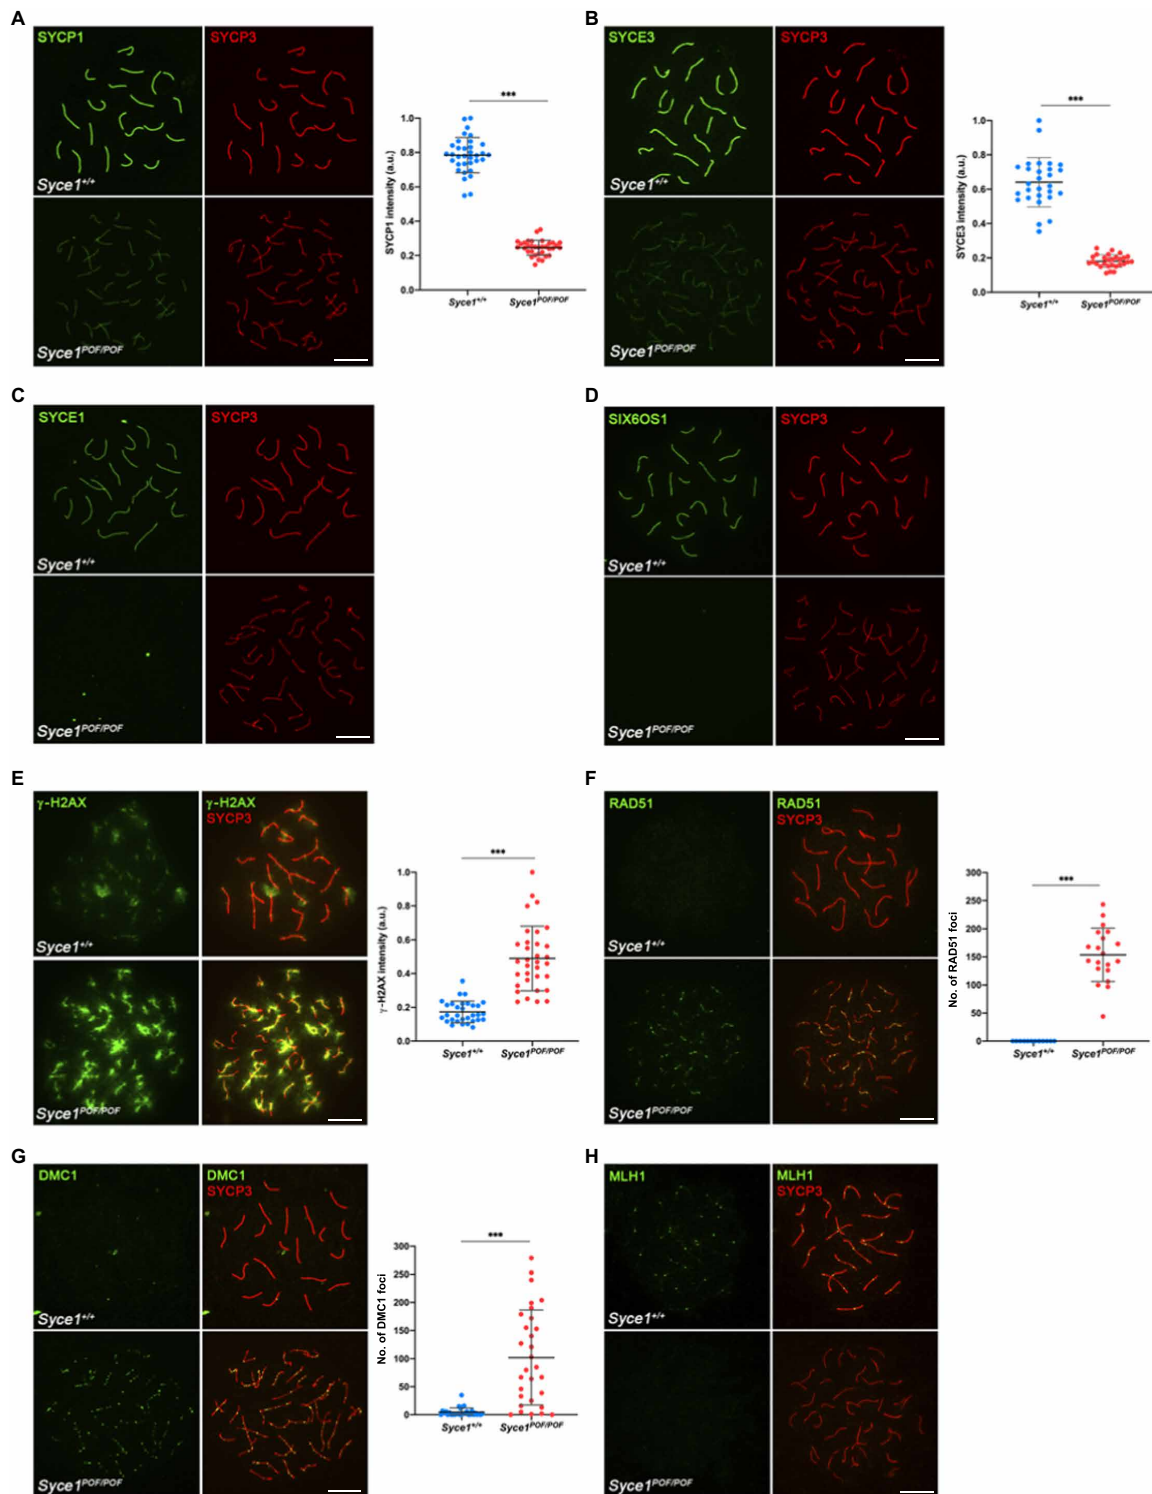 A
SYCP1
SYCP3
Syce1+/+
Syce1POF/POF
***
SYCP1 intensity (a.u.)
1.0
0.8
0.6
0.4
0.2
0.0
Syce1+/+
Syce1POF/POF
B
SYCE3
SYCP3
Syce1+/+
Syce1POF/POF
***
SYCE3 intensity (a.u.)
1.0
0.8
0.6
0.4
0.2
0.0
Syce1+/+
Syce1POF/POF
C
SYCE1
SYCP3
Syce1+/+
Syce1POF/POF
D
SIX6OS1
SYCP3
Syce1+/+
Syce1POF/POF
E
γ-H2AX
γ-H2AX
SYCP3
Syce1+/+
Syce1POF/POF
***
γ-H2AX intensity (a.u.)
1.0
0.8
0.6
0.4
0.2
0.0
Syce1+/+
Syce1POF/POF
F
RAD51
RAD51
SYCP3
Syce1+/+
Syce1POF/POF
***
No. of RAD51 foci
300
250
200
150
100
50
0
Syce1+/+
Syce1POF/POF
G
DMC1
DMC1
SYCP3
Syce1+/+
Syce1POF/POF
***
No. of DMC1 foci
300
250
200
150
100
50
0
Syce1+/+
Syce1POF/POF
H
MLH1
MLH1
SYCP3
Syce1+/+
Syce1POF/POF